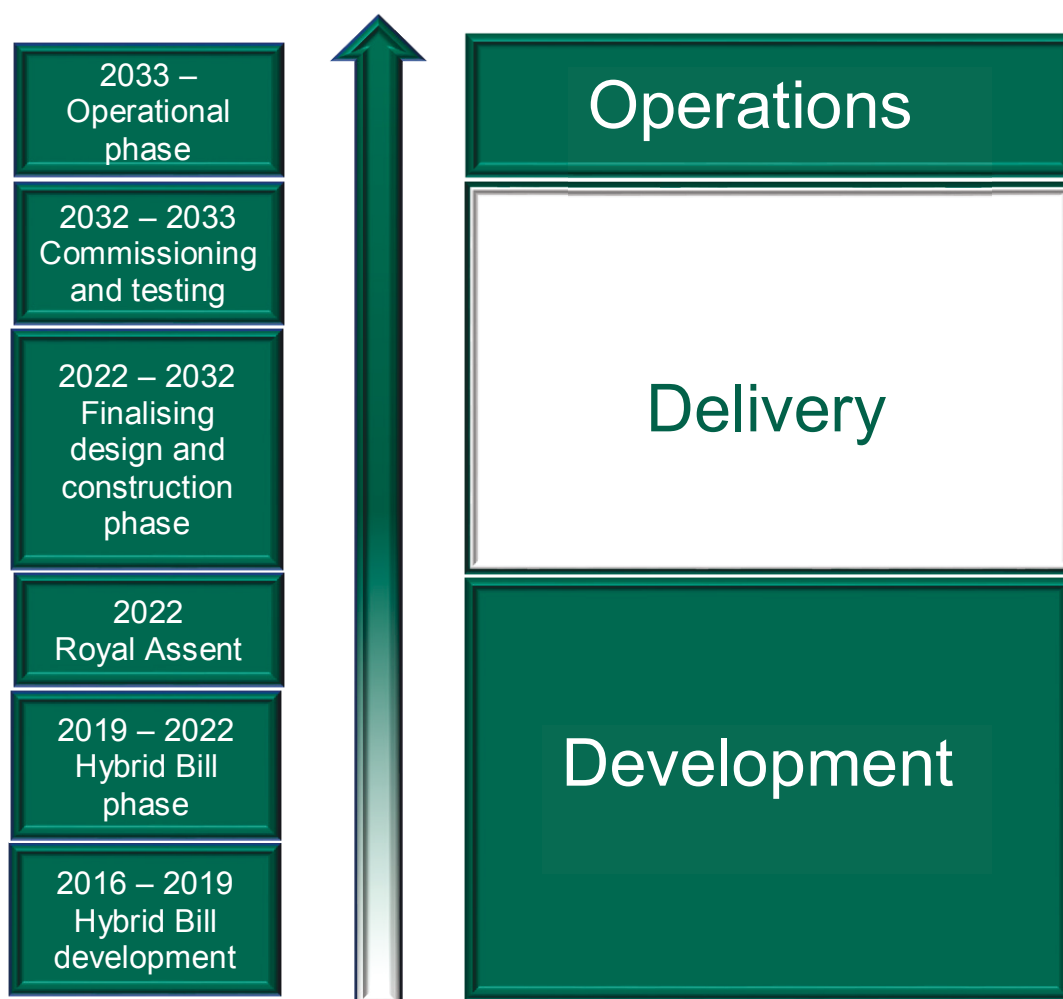 2033 –
Operational
phase
2032 – 2033
Commissioning
and testing
2022 – 2032
Finalising
design and
construction
phase
2022
Royal Assent
2019 – 2022
Hybrid Bill
phase
2016 – 2019
Hybrid Bill
development
Operations
Delivery
Development